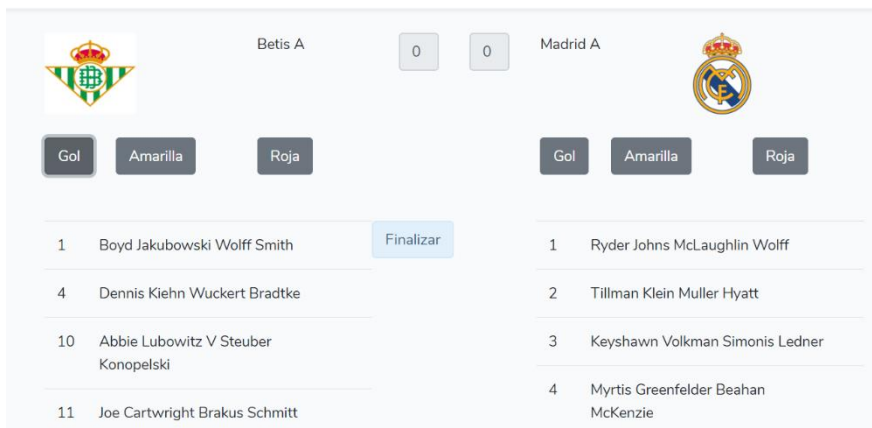 Betis A
0
0
Madrid A
Gol
Amarilla
Roja
Gol
Amarilla
Roja
1 Boyd Jakubowski Wolff Smith
4 Dennis Kiehn Wuckert Bradtke
10 Abbie Lubowitz V Steuber
Konopelski
11 Joe Cartwright Brakus Schmitt
Finalizar
1 Ryder Johns McLaughlin Wolff
2 Tillman Klein Muller Hyatt
3 Keyshawn Volkman Simonis Ledner
4 Myrtis Greenfelder Beahan
McKenzie